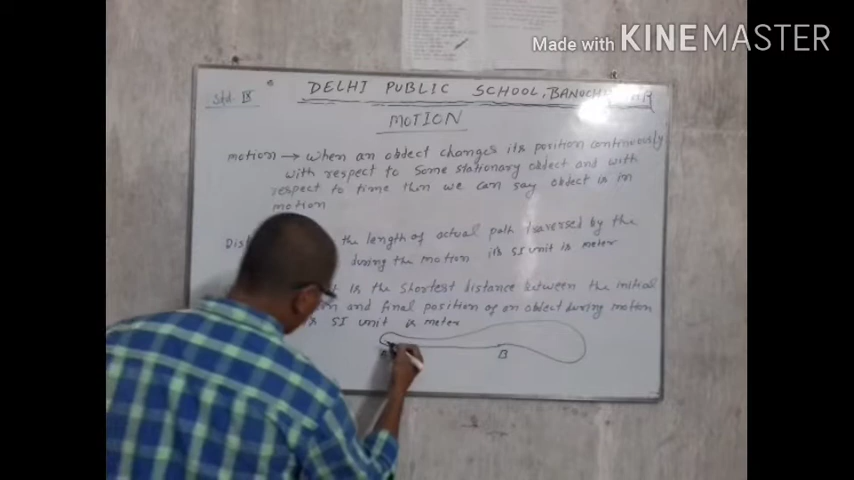 Made with KINEMASTER
Std IX
DELHI PUBLIC SCHOOL, 
MOTION
motion → when an object changes its position continuously
with respect to some stationary object and with
respect to time then we can say object is in
motion
the length of actual path traversed by the
during the motion its SI unit is meter
is the shortest distance between the initial
and final position of an object during motion
SI unit is meter
A B